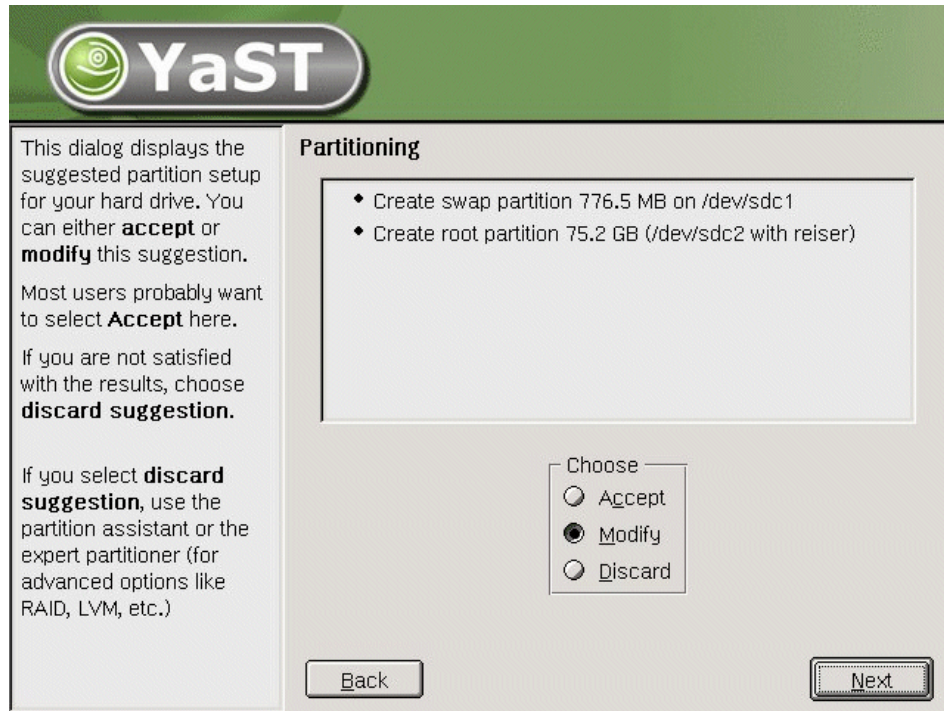 YaST
This dialog displays the
suggested partition setup
for your hard drive. You
can either accept or
modify this suggestion.
Most users probably want
to select Accept here.
If you are not satisfied
with the results, choose
discard suggestion.
If you select discard
suggestion, use the
partition assistant or the
expert partitioner (for
advanced options like
RAID, LVM, etc.)
Partitioning
Create swap partition 776.5 MB on /dev/sdc1
Create root partition 75.2 GB (/dev/sdc2 with reiser)
Choose
Accept
Modify
Discard
Back
Next